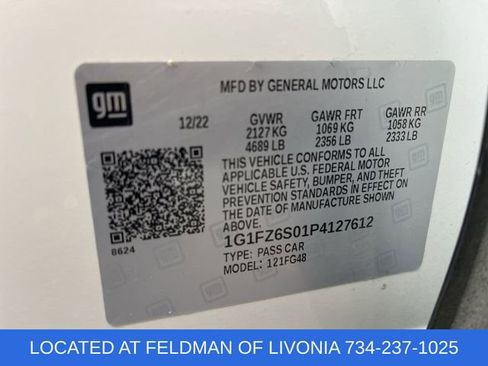 gm
MFD BY GENERAL MOTORS LLC
12/22 GVWR GAWR FRT GAWR RR
2127 KG 1069 KG 1058 KG
4689 LB 2356 LB 2333 LB
THIS VEHICLE CONFORMS TO ALL
APPLICABLE U.S. FEDERAL MOTOR
VEHICLE SAFETY, BUMPER, AND THEFT
PREVENTION STANDARDS IN EFFECT ON
THE DATE OF MANUFACTURE SHOWN
ABOVE.
1G1FZ6S01P4127612
8624
TYPE: PASS CAR
MODEL: 121FG48
LOCATED AT FELDMAN OF LIVONIA 734-237-1025